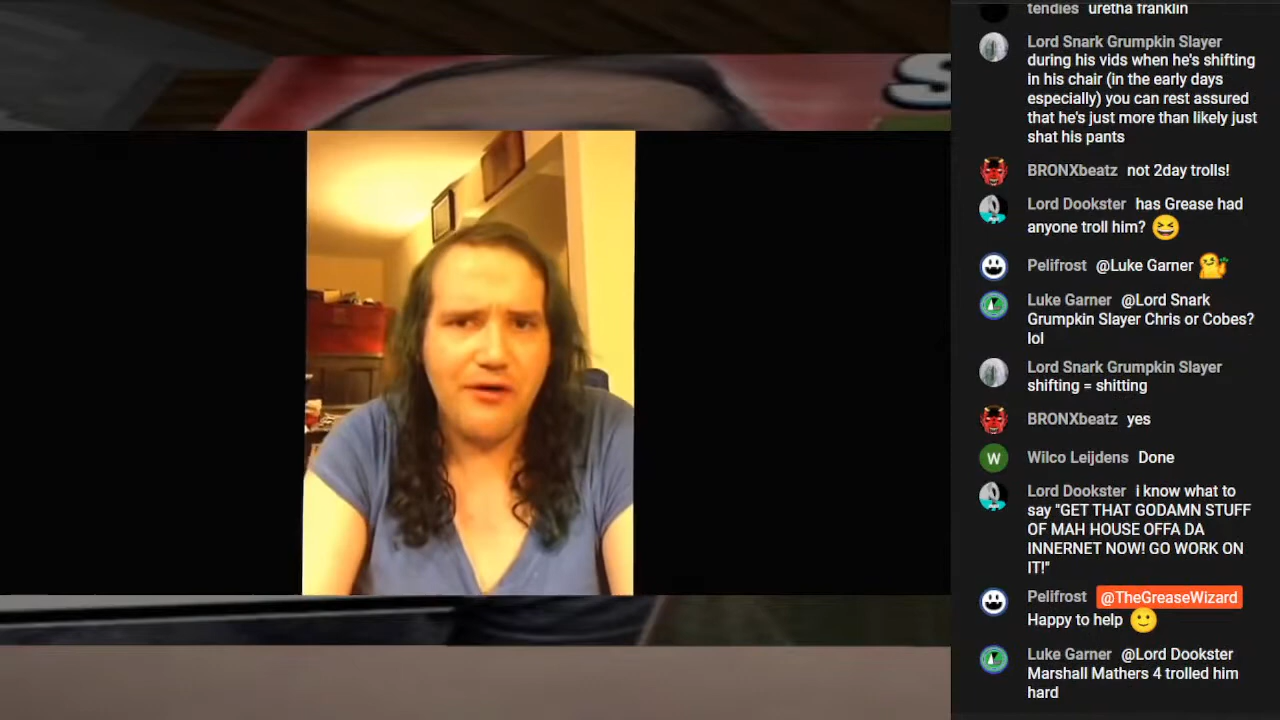 S
tendies uretha franklin
Lord Snark Grumpkin Slayer
during his vids when he's shifting
in his chair (in the early days
especially) you can rest assured
that he's just more than likely just
shat his pants
BRONXbeatz not 2day trolls!
Lord Dookster has Grease had
anyone troll him? 😆
Pelifrost @Luke Garner
Luke Garner @Lord Snark
Grumpkin Slayer Chris or Cobes?
lol
Lord Snark Grumpkin Slayer
shifting = shitting
BRONXbeatz yes
W Wilco Leijdens Done
Lord Dookster i know what to
say "GET THAT GODAMN STUFF
OF MAH HOUSE OFFA DA
INNERNET NOW! GO WORK ON
IT!"
Pelifrost @TheGreaseWizard
Happy to help 🙂
Luke Garner @Lord Dookster
Marshall Mathers 4 trolled him
hard